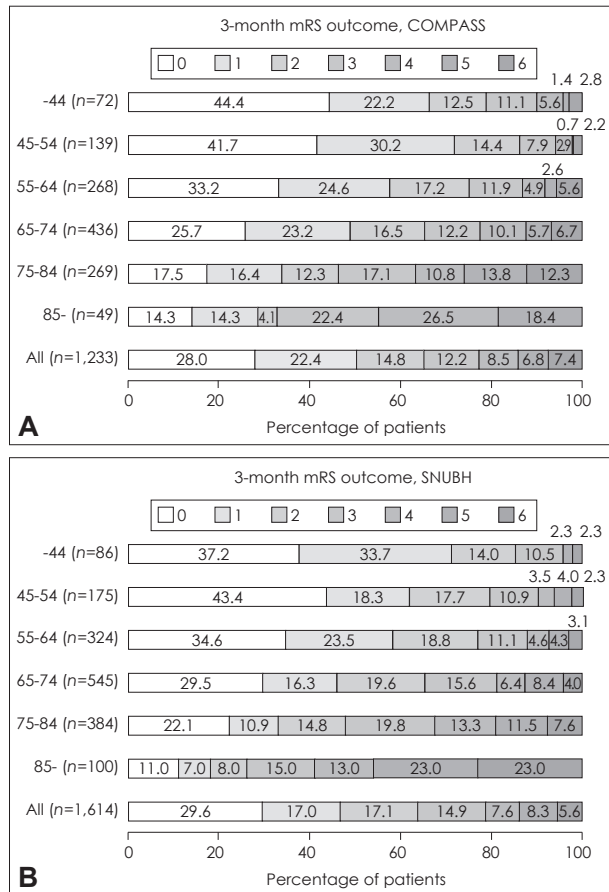 3-month mRS outcome, COMPASS
0 1 2 3 4 5 6
1.4 2.8
-44 (n=72) 44.4 22.2 12.5 11.1 5.6
0.7 2.2
45-54 (n=139) 41.7 30.2 14.4 7.9 2.9
2.6
55-64 (n=268) 33.2 24.6 17.2 11.9 4.9 5.6
65-74 (n=436) 25.7 23.2 16.5 12.2 10.1 5.7 6.7
75-84 (n=269) 17.5 16.4 12.3 17.1 10.8 13.8 12.3
85- (n=49) 14.3 14.3 4.1 22.4 26.5 18.4
All (n=1,233) 28.0 22.4 14.8 12.2 8.5 6.8 7.4
0 20 40 60 80 100
Percentage of patients
A
3-month mRS outcome, SNUBH
0 1 2 3 4 5 6
2.3 2.3
-44 (n=86) 37.2 33.7 14.0 10.5
3.5 4.0 2.3
45-54 (n=175) 43.4 18.3 17.7 10.9
3.1
55-64 (n=324) 34.6 23.5 18.8 11.1 4.6 4.3
65-74 (n=545) 29.5 16.3 19.6 15.6 6.4 8.4 4.0
75-84 (n=384) 22.1 10.9 14.8 19.8 13.3 11.5 7.6
85- (n=100) 11.0 7.0 8.0 15.0 13.0 23.0 23.0
All (n=1,614) 29.6 17.0 17.1 14.9 7.6 8.3 5.6
0 20 40 60 80 100
Percentage of patients
B